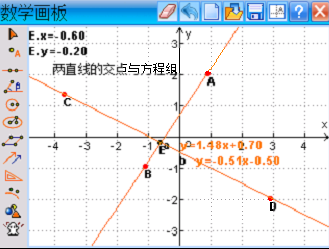 数学画板
E.x=-0.60
E.y=-0.20
两直线的交点与方程组
y
3
2
1
A
C
x
-4 -3 -2 -1 1 2 3 4
E
y=1.48x+0.70
b y=-0.51x-0.50
-1
B
-2
D
-3